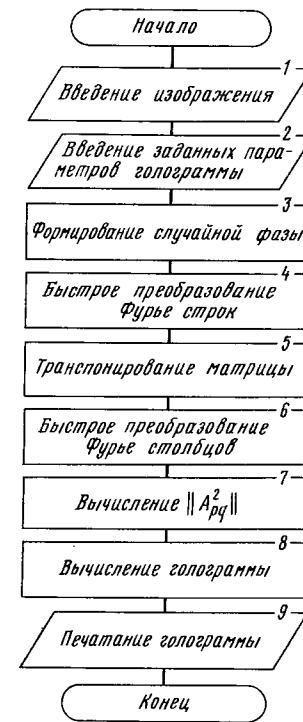 Начало
1
Введение изображения
2
Введение заданных пара-
метров голограммы
3
Формирование случайной фазы
4
Быстрое преобразование
Фурье строк
5
Транспонирование матрицы
6
Быстрое преобразование
Фурье столбцов
7
Вычисление ‖A²pq‖
8
Вычисление голограммы
9
Печатание голограммы
Конец